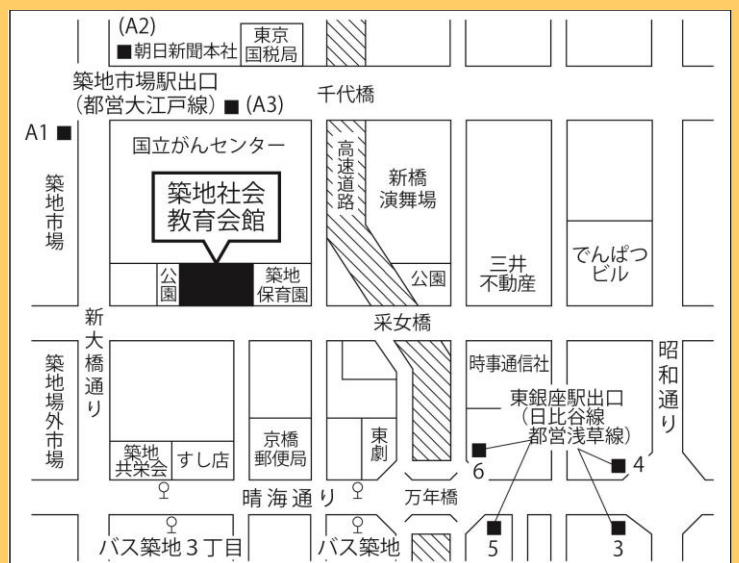 (A2)
■朝日新聞本社
東京
国税局
築地市場駅出口
(都営大江戸線)■(A3)
千代橋
A1■
国立がんセンター
高速道路
新橋
演舞場
築地社会
教育会館
築地市場
でんぱつ
ビル
三井
不動産
公園
築地
保育園
公園
采女橋
新大橋通り
築地場外市場
時事通信社
昭和通り
東銀座駅出口
(日比谷線
都営浅草線)
築地
共栄会
すし店
京橋
郵便局
東劇
6
4
晴海通り
万年橋
バス築地3丁目
バス築地
5
3